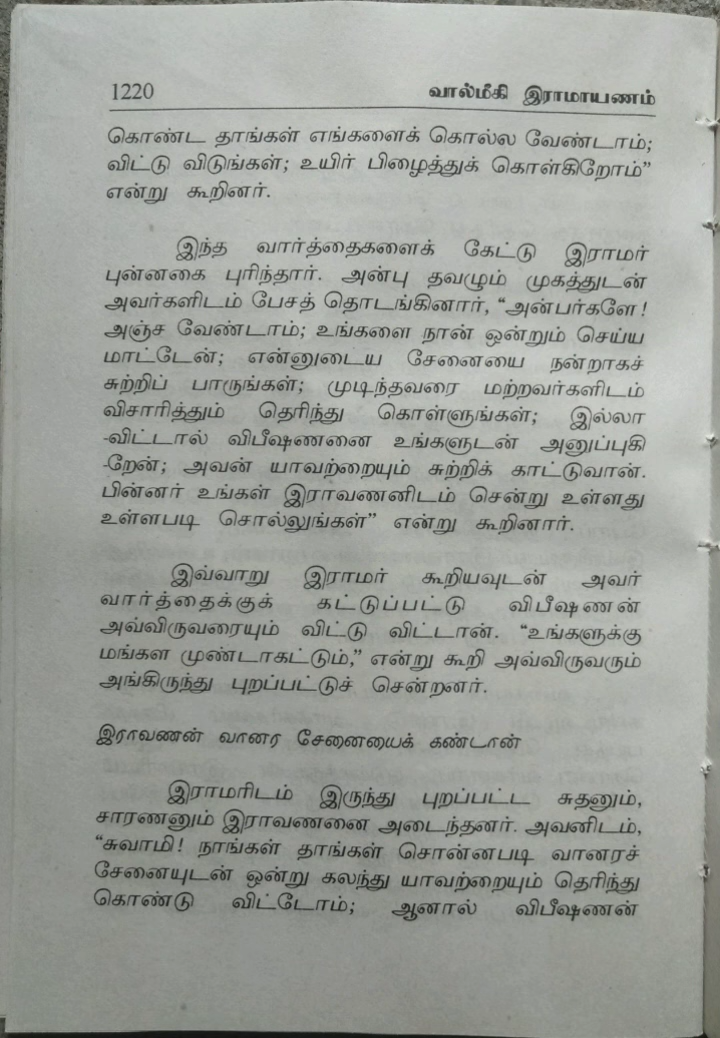 1220 வால்மீகி இராமாயணம்
கொண்ட தாங்கள் எங்களைக் கொல்ல வேண்டாம்;
விட்டு விடுங்கள்; உயிர் பிழைத்துக் கொள்கிறோம்”
என்று கூறினர்.
இந்த வார்த்தைகளைக் கேட்டு இராமர்
புன்னகை புரிந்தார். அன்பு தவழும் முகத்துடன்
அவர்களிடம் பேசத் தொடங்கினார், “அன்பர்களே!
அஞ்ச வேண்டாம்; உங்களை நான் ஒன்றும் செய்ய
மாட்டேன்; என்னுடைய சேனையை நன்றாகச்
சுற்றிப் பாருங்கள்; முடிந்தவரை மற்றவர்களிடம்
விசாரித்தும் தெரிந்து கொள்ளுங்கள்; இல்லா
-விட்டால் விபீஷணனை உங்களுடன் அனுப்புகி
-றேன்; அவன் யாவற்றையும் சுற்றிக் காட்டுவான்.
பின்னர் உங்கள் இராவணனிடம் சென்று உள்ளது
உள்ளபடி சொல்லுங்கள்” என்று கூறினார்.
இவ்வாறு இராமர் கூறியவுடன் அவர்
வார்த்தைக்குக் கட்டுப்பட்டு விபீஷணன்
அவ்விருவரையும் விட்டு விட்டான். “உங்களுக்கு
மங்கள முண்டாகட்டும்,” என்று கூறி அவ்விருவரும்
அங்கிருந்து புறப்பட்டுச் சென்றனர்.
இராவணன் வானர சேனையைக் கண்டான்
இராமரிடம் இருந்து புறப்பட்ட சுதனும்,
சாரணனும் இராவணனை அடைந்தனர். அவனிடம்,
“சுவாமி! நாங்கள் தாங்கள் சொன்னபடி வானரச்
சேனையுடன் ஒன்று கலந்து யாவற்றையும் தெரிந்து
கொண்டு விட்டோம்; ஆனால் விபீஷணன்